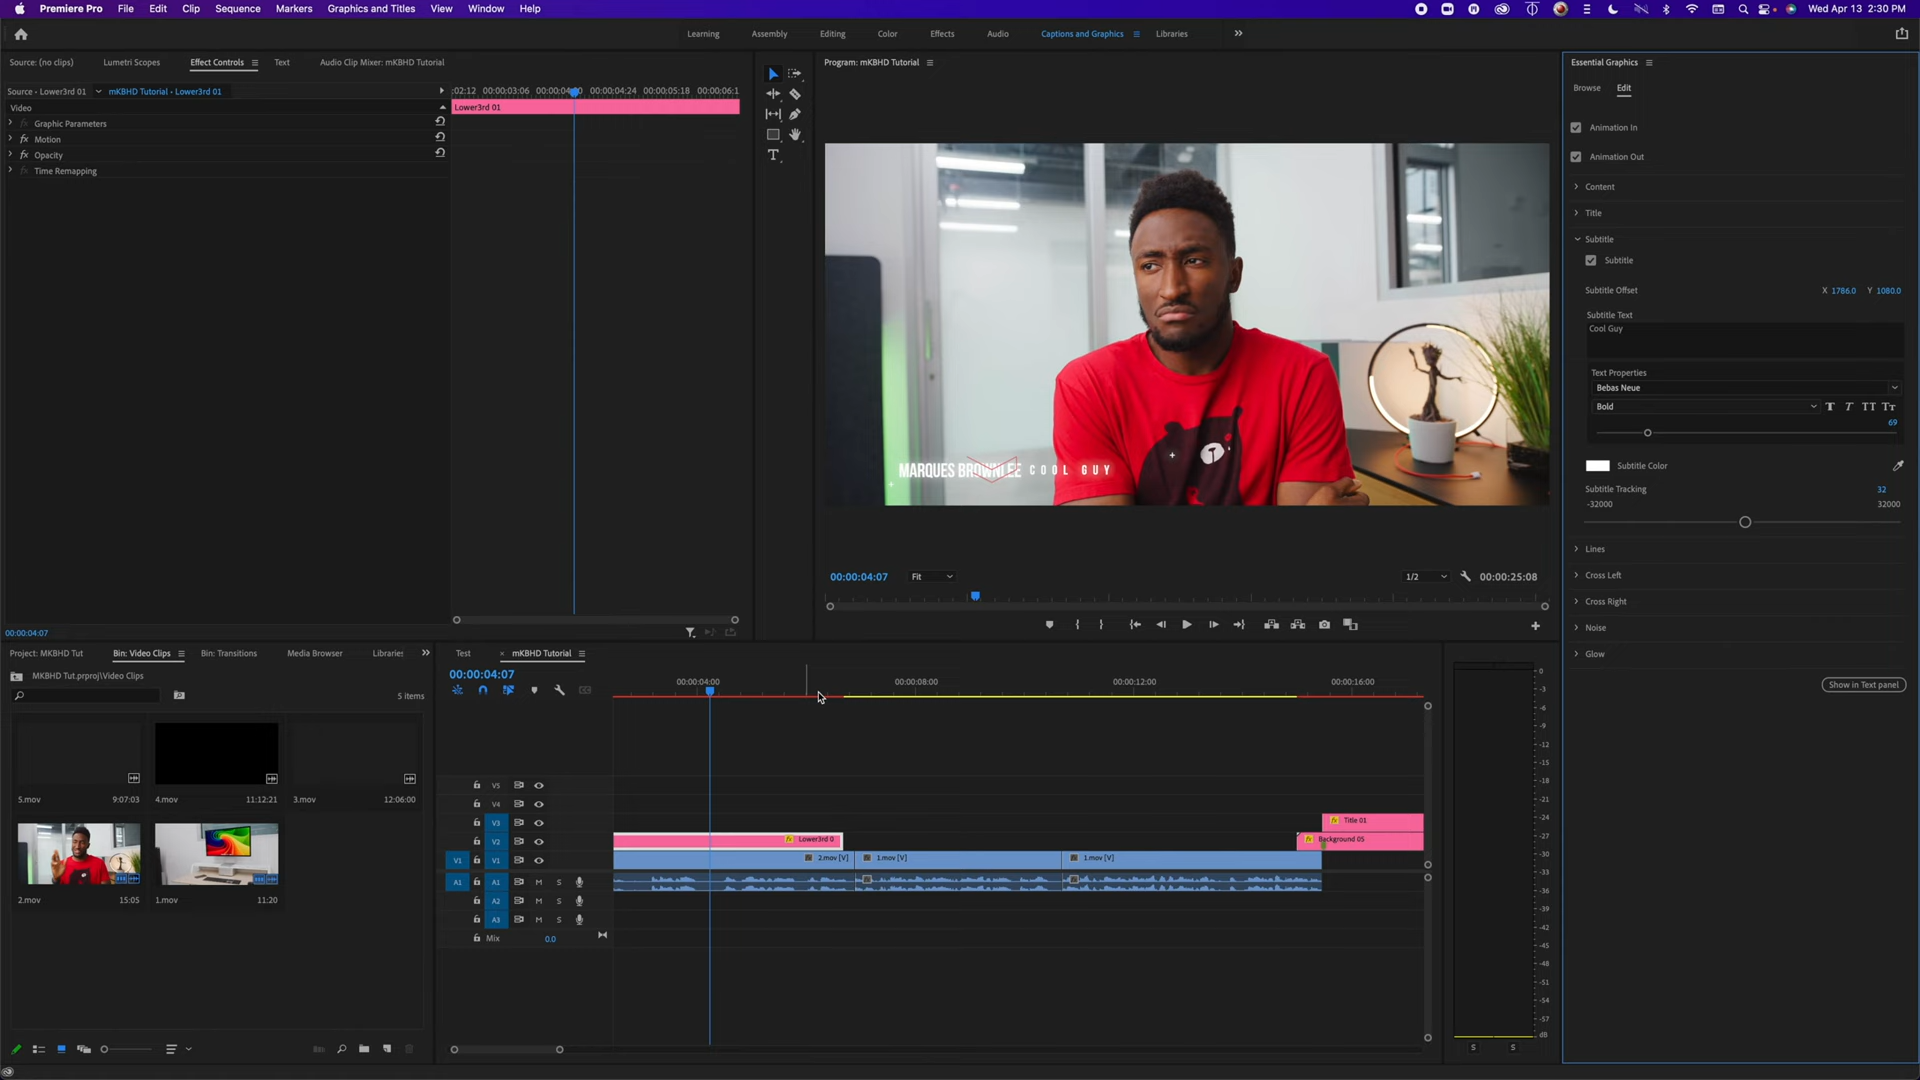 Premiere Pro File Edit Clip Sequence Markers Graphics and Titles View Window Help Wed Apr 13 2:30 PM
Learning Assembly Editing Color Effects Audio Captions and Graphics Libraries
Source: (no clips) Lumetri Scopes Effect Controls Text Audio Clip Mixer: mKBHD Tutorial
Source • Lower3rd 01 mKBHD Tutorial • Lower3rd 01
:02:12 00:00:03:06 00:00:04:00 00:00:04:24 00:00:05:18 00:00:06:1
Video
Lower3rd 01
fx Graphic Parameters
fx Motion
fx Opacity
fx Time Remapping
00:00:04:07
Program: mKBHD Tutorial
MARQUES BROWNLEE COOL GUY
00:00:04:07 Fit 1/2 00:00:25:08
Essential Graphics
Browse Edit
Animation In
Animation Out
Content
Title
Subtitle
Subtitle
Subtitle Offset X 1786.0 Y 1080.0
Subtitle Text
Cool Guy
Text Properties
Bebas Neue
Bold T T TT Tt
69
Subtitle Color
Subtitle Tracking 32
-32000 32000
Lines
Cross Left
Cross Right
Noise
Glow
Show in Text panel
Project: MKBHD Tut Bin: Video Clips Bin: Transitions Media Browser Libraries
MKBHD Tut.prproj\Video Clips
5 items
5.mov 9:07:03 4.mov 11:12:21 3.mov 12:06:00
2.mov 15:05 1.mov 11:20
Test mKBHD Tutorial
00:00:04:07
00:00:04:00 00:00:08:00 00:00:12:00 00:00:16:00
V5
V4
V3 Title 01
V2 Lower3rd 0 Background 05
V1 V1 2.mov [V] 1.mov [V] 1.mov [V]
A1 A1 M S
A2 M S
A3 M S
Mix 0.0
0
-3
-6
-9
-12
-15
-18
-21
-24
-27
-30
-33
-36
-39
-42
-45
-48
-51
-54
-57
dB
S S